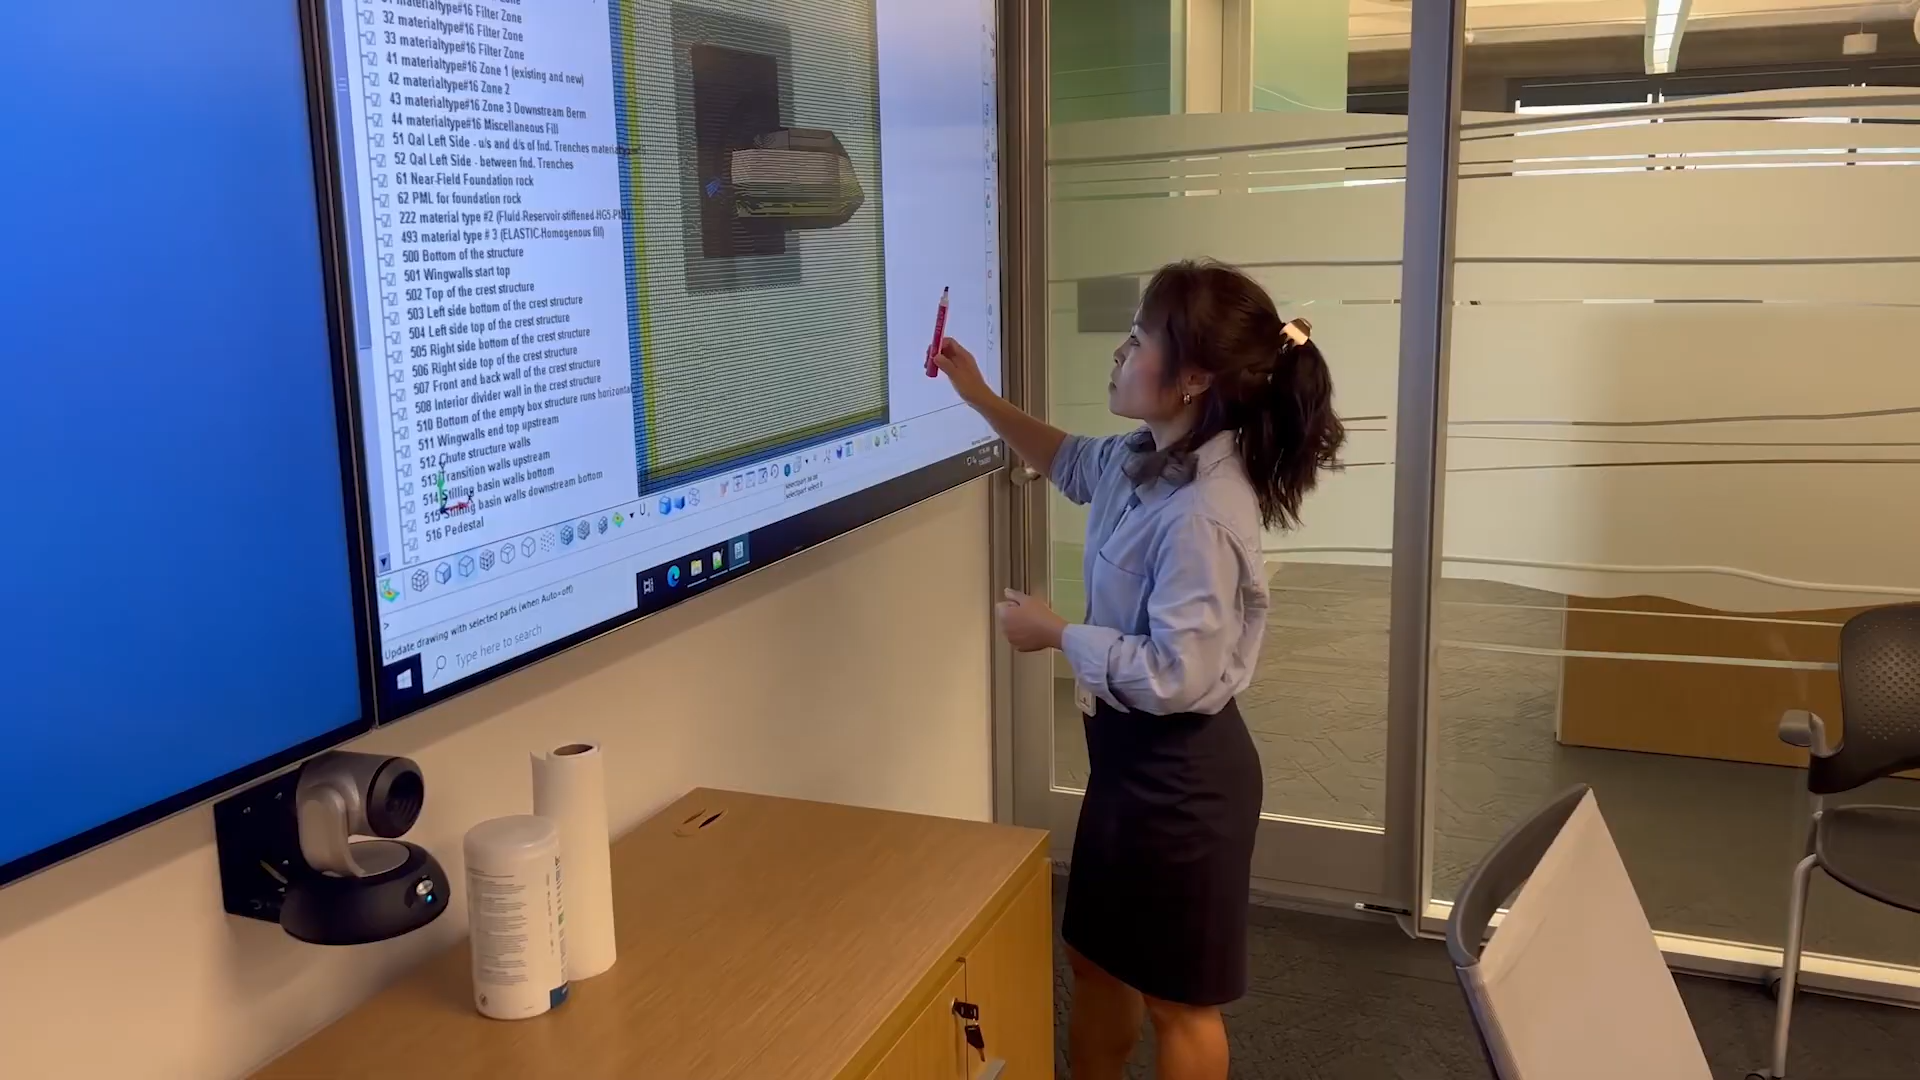 materialtype#16 Filter Zone
32 materialtype#16 Filter Zone
33 materialtype#16 Filter Zone
41 materialtype#16 Zone 1 (existing and new)
42 materialtype#16 Zone 2
43 materialtype#16 Zone 3 Downstream Berm
44 materialtype#16 Miscellaneous Fill
51 Qal Left Side - u/s and d/s of fnd. Trenches
52 Qal Left Side - between fnd. Trenches
61 Near-Field Foundation rock
62 PML for foundation rock
222 material type #2 (Fluid-Reservoir-stiffened-HG5-
493 material type # 3 (ELASTIC-Homogenous fill)
500 Bottom of the structure
501 Wingwalls start top
502 Top of the crest structure
503 Left side bottom of the crest structure
504 Left side top of the crest structure
505 Right side bottom of the crest structure
506 Right side top of the crest structure
507 Front and back wall of the crest structure
508 Interior divider wall in the crest structure
510 Bottom of the empty box structure runs
511 Wingwalls end top upstream
512 Chute structure walls
513 Transition walls upstream
514 Stilling basin walls bottom
515 Stilling basin walls downstream bottom
516 Pedestal
>
Update drawing with selected parts (when Auto=off)
Type here to search